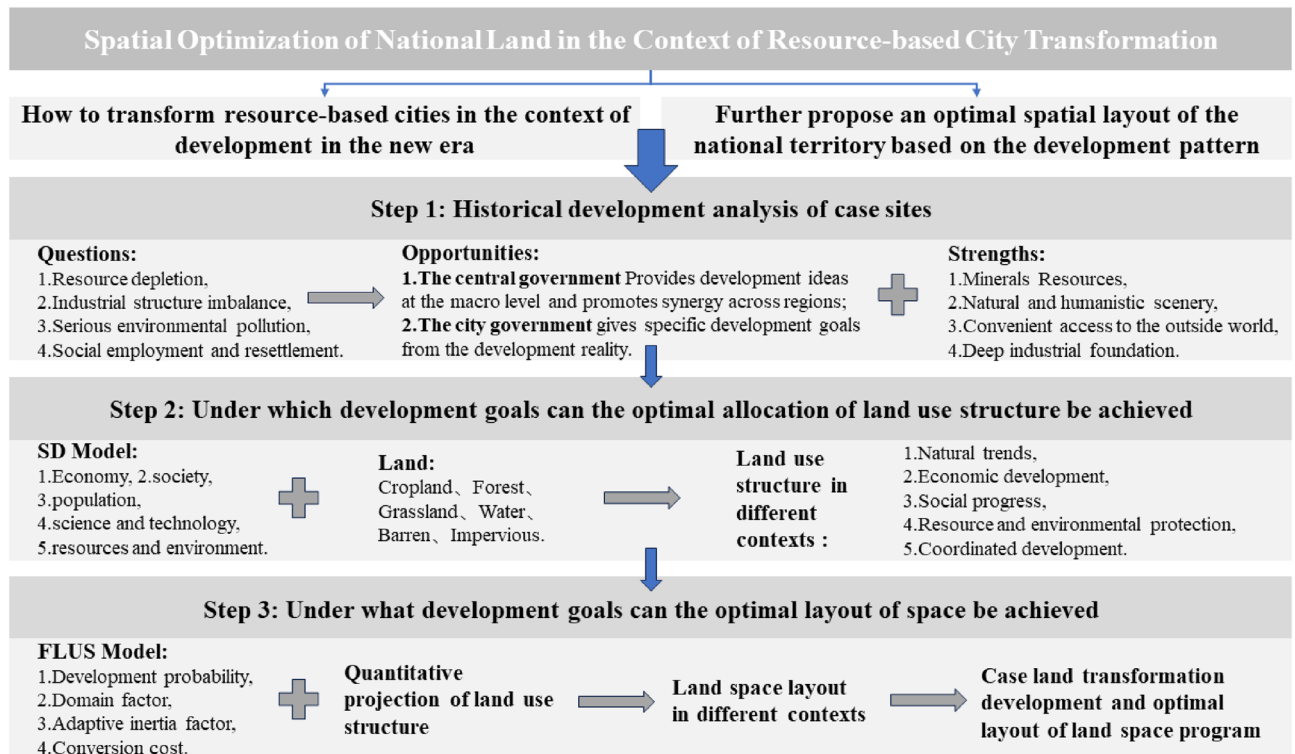 Spatial Optimization of National Land in the Context of Resource-based City Transformation
How to transform resource-based cities in the context of
development in the new era
Further propose an optimal spatial layout of the
national territory based on the development pattern
Step 1: Historical development analysis of case sites
Questions:
1.Resource depletion,
2.Industrial structure imbalance,
3.Serious environmental pollution,
4.Social employment and resettlement.
Opportunities:
1.The central government Provides development ideas
at the macro level and promotes synergy across regions;
2.The city government gives specific development goals
from the development reality.
Strengths:
1.Minerals Resources,
2.Natural and humanistic scenery,
3.Convenient access to the outside world,
4.Deep industrial foundation.
Step 2: Under which development goals can the optimal allocation of land use structure be achieved
SD Model:
1.Economy, 2.society,
3.population,
4.science and technology,
5.resources and environment.
Land:
Cropland、Forest、
Grassland、Water、
Barren、Impervious.
Land use
structure in
different
contexts :
1.Natural trends,
2.Economic development,
3.Social progress,
4.Resource and environmental protection,
5.Coordinated development.
Step 3: Under what development goals can the optimal layout of space be achieved
FLUS Model:
1.Development probability,
2.Domain factor,
3.Adaptive inertia factor,
4.Conversion cost.
Quantitative
projection of land use
structure
Land space layout
in different contexts
Case land transformation
development and optimal
layout of land space program